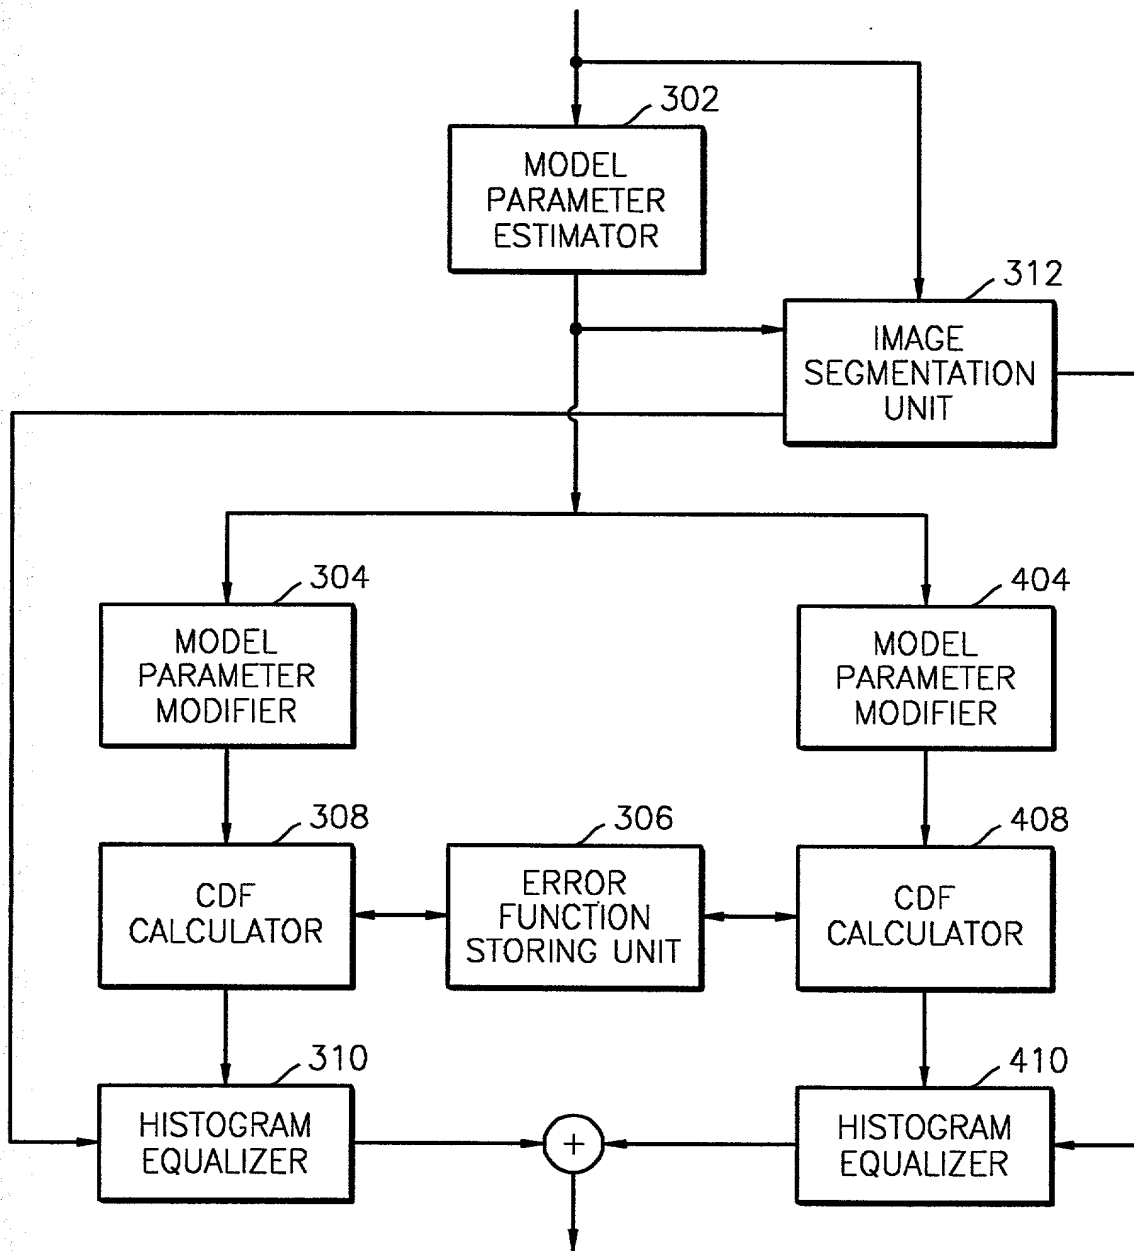 302
MODEL
PARAMETER
ESTIMATOR
312
IMAGE
SEGMENTATION
UNIT
304
MODEL
PARAMETER
MODIFIER
404
MODEL
PARAMETER
MODIFIER
308
CDF
CALCULATOR
306
ERROR
FUNCTION
STORING UNIT
408
CDF
CALCULATOR
310
HISTOGRAM
EQUALIZER
+
410
HISTOGRAM
EQUALIZER